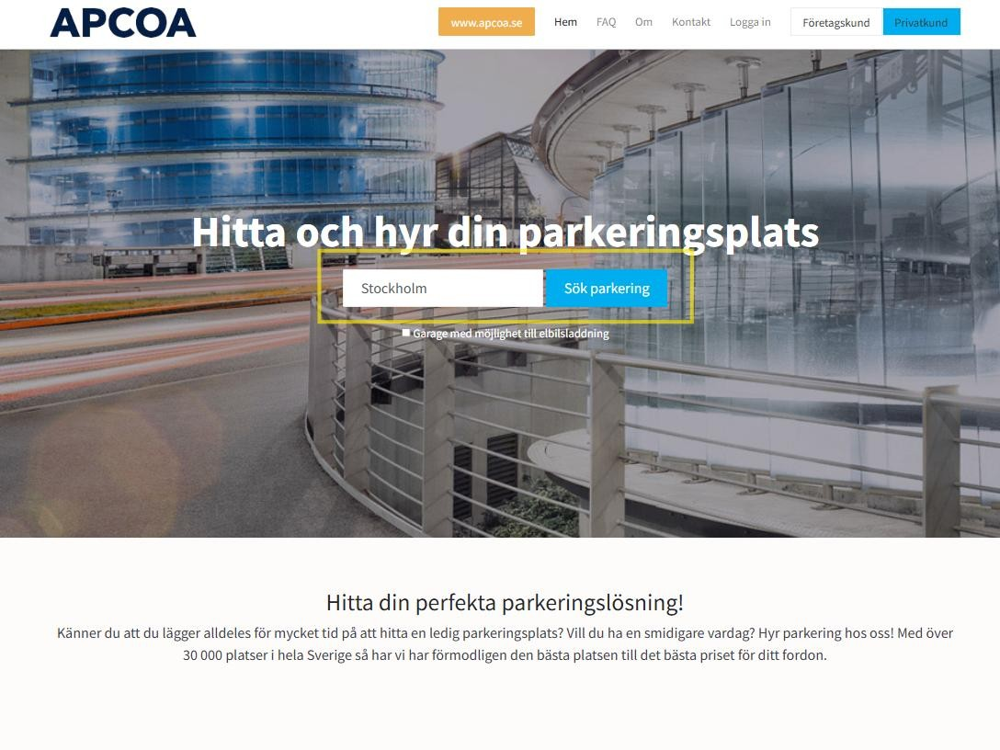 APCOA
www.apcoa.se Hem FAQ Om Kontakt Logga in Företagskund Privatkund
Hitta och hyr din parkeringsplats
Stockholm Sök parkering
Garage med möjlighet till elbilsladdning
Hitta din perfekta parkeringslösning!
Känner du att du lägger alldeles för mycket tid på att hitta en ledig parkeringsplats? Vill du ha en smidigare vardag? Hyr parkering hos oss! Med över
30 000 platser i hela Sverige så har vi har förmodligen den bästa platsen till det bästa priset för ditt fordon.